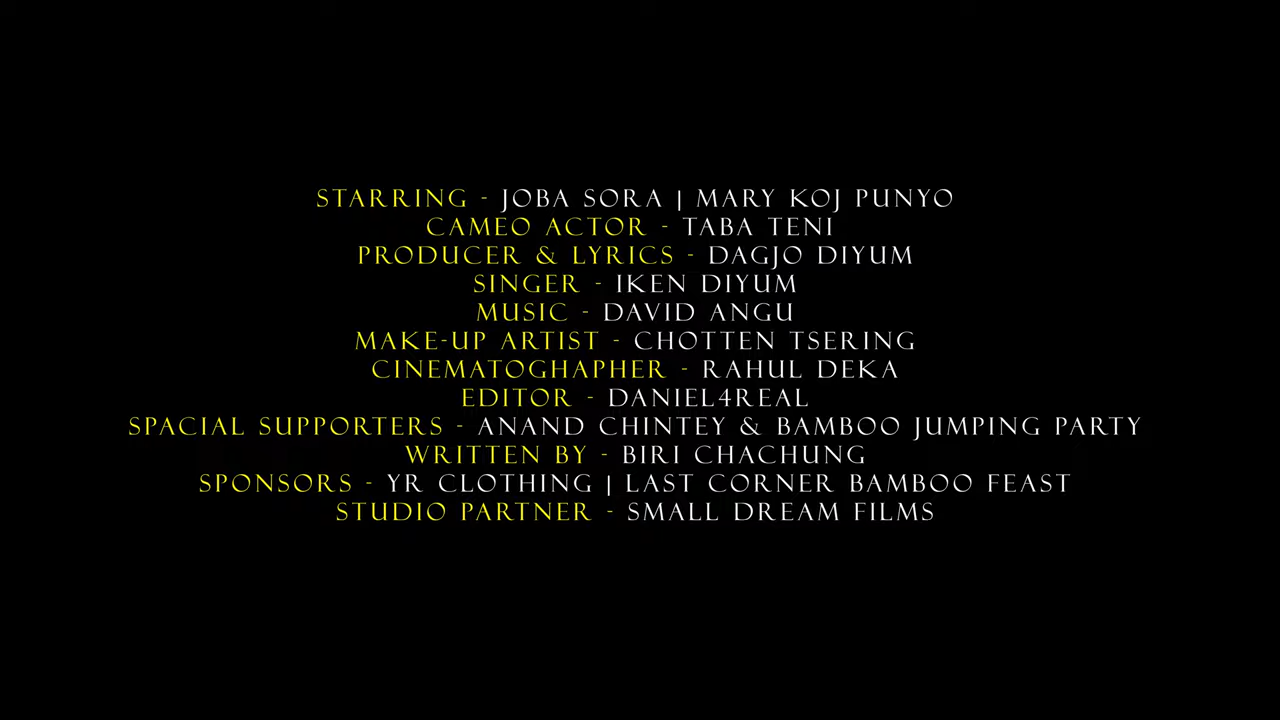 STARRING - JOBA SORA | MARY KOJ PUNYO
CAMEO ACTOR - TABA TENI
PRODUCER & LYRICS - DAGJO DIYUM
SINGER - IKEN DIYUM
MUSIC - DAVID ANGU
MAKE-UP ARTIST - CHOTTEN TSERING
CINEMATOGHAPHER - RAHUL DEKA
EDITOR - DANIEL4REAL
SPACIAL SUPPORTERS - ANAND CHINTEY & BAMBOO JUMPING PARTY
WRITTEN BY - BIRI CHACHUNG
SPONSORS - YR CLOTHING | LAST CORNER BAMBOO FEAST
STUDIO PARTNER - SMALL DREAM FILMS